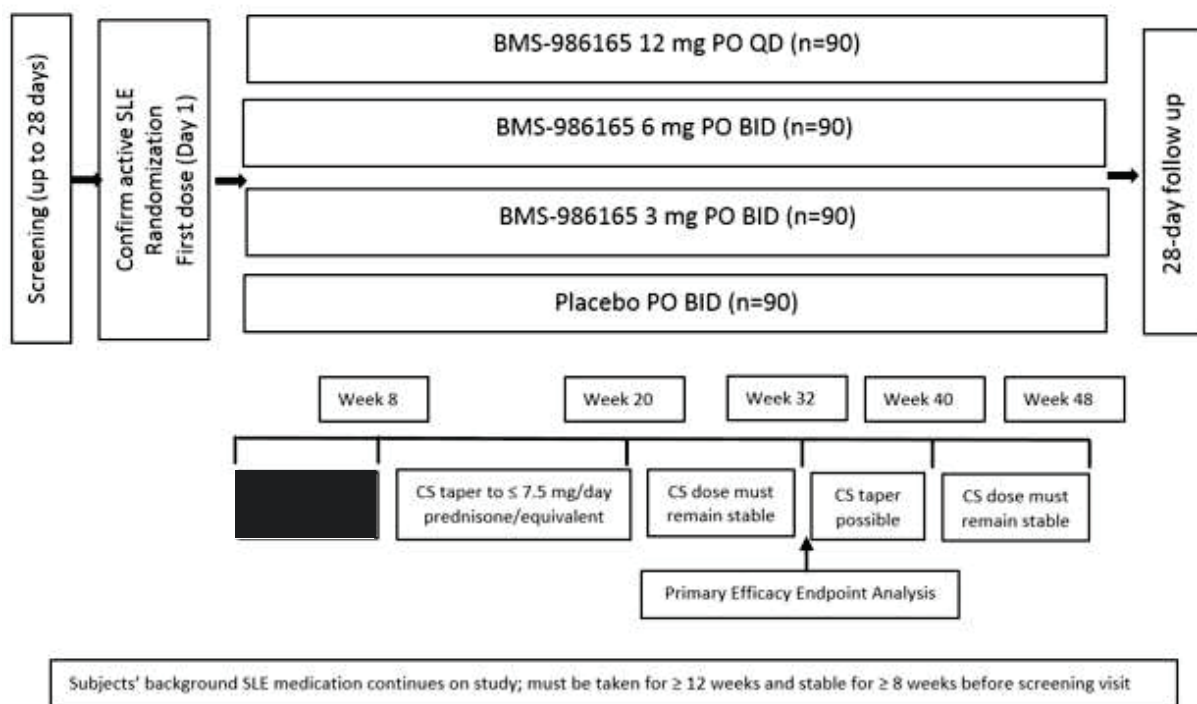 Screening (up to 28 days)
Confirm active SLE
Randomization
First dose (Day 1)
BMS-986165 12 mg PO QD (n=90)
BMS-986165 6 mg PO BID (n=90)
BMS-986165 3 mg PO BID (n=90)
Placebo PO BID (n=90)
28-day follow up
Week 8
Week 20
Week 32
Week 40
Week 48
CS taper to ≤ 7.5 mg/day
prednisone/equivalent
CS dose must
remain stable
CS taper
possible
CS dose must
remain stable
Primary Efficacy Endpoint Analysis
Subjects' background SLE medication continues on study; must be taken for ≥ 12 weeks and stable for ≥ 8 weeks before screening visit